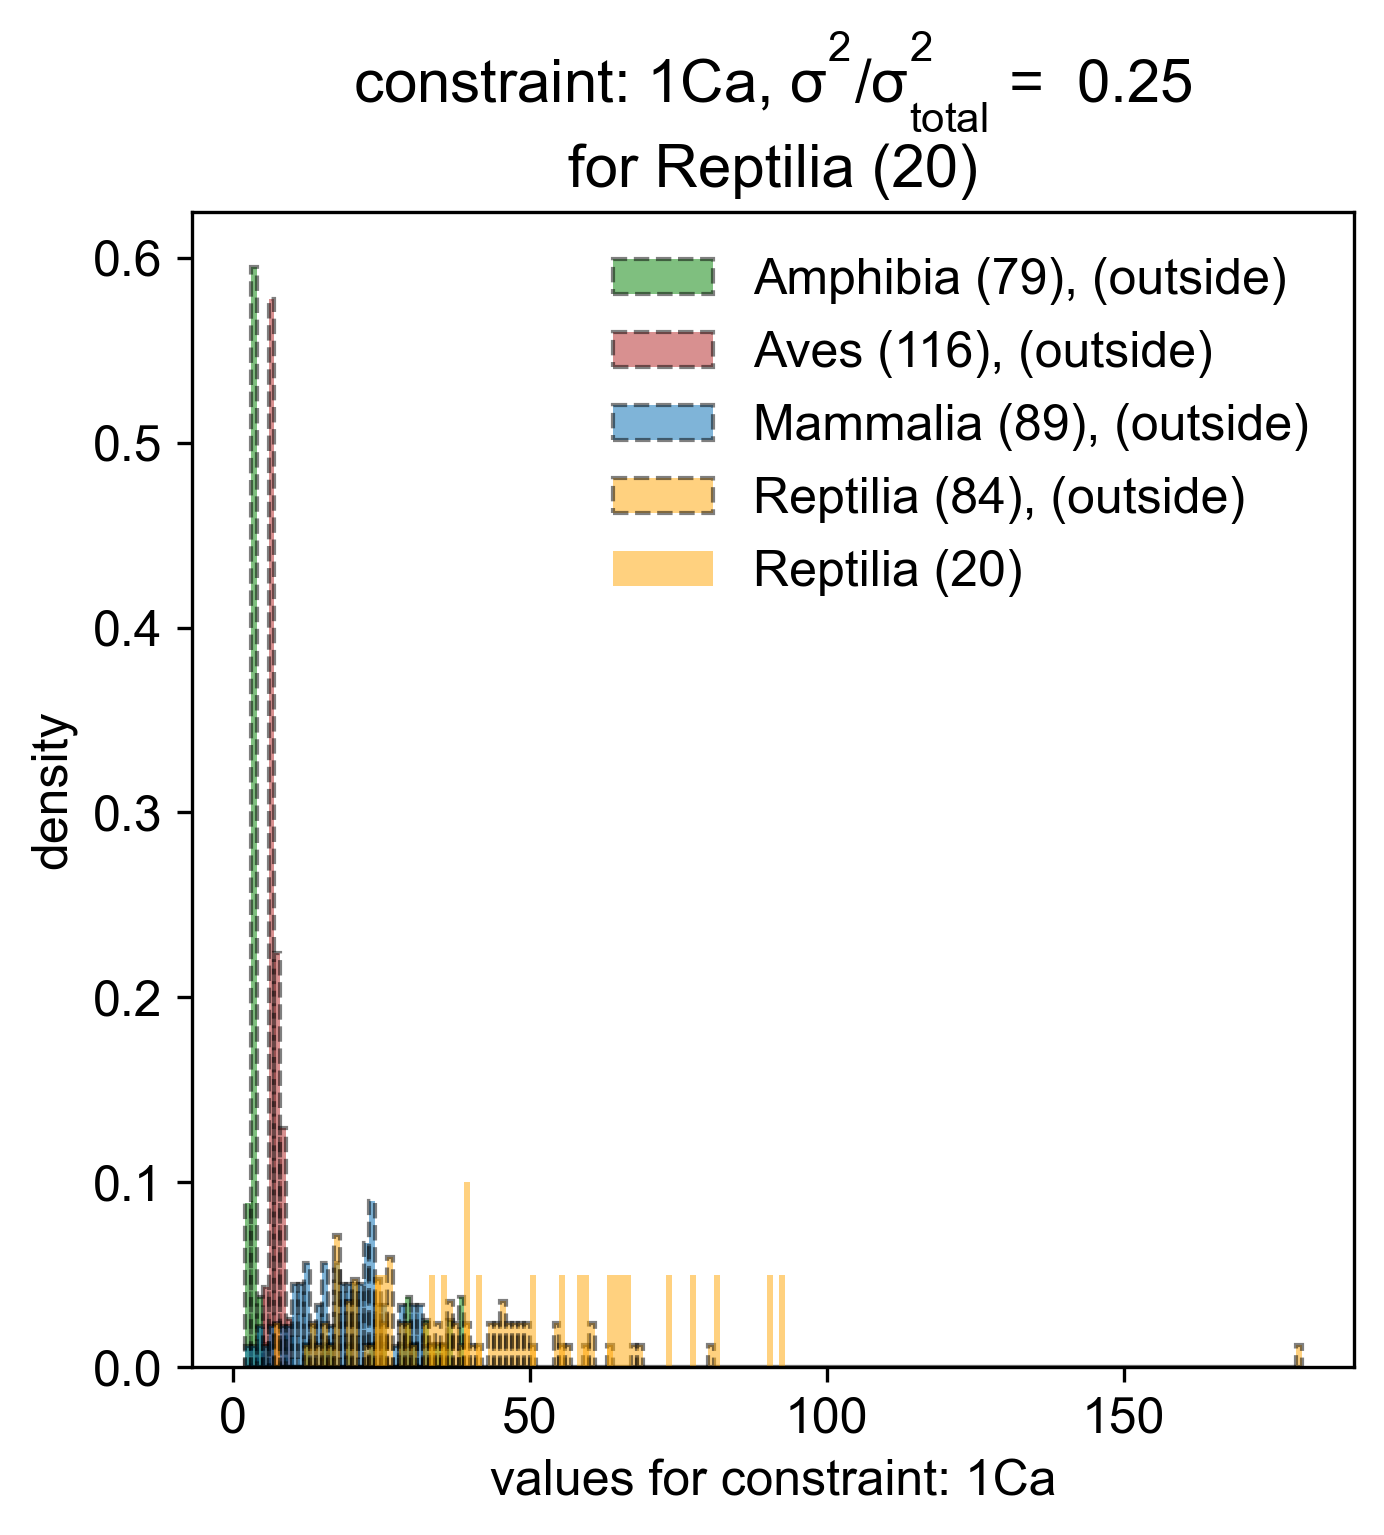 constraint: 1Ca, σ²/σ²_total = 0.25
for Reptilia (20)
Amphibia (79), (outside)
Aves (116), (outside)
Mammalia (89), (outside)
Reptilia (84), (outside)
Reptilia (20)
density
0.6
0.5
0.4
0.3
0.2
0.1
0.0
0 50 100 150
values for constraint: 1Ca